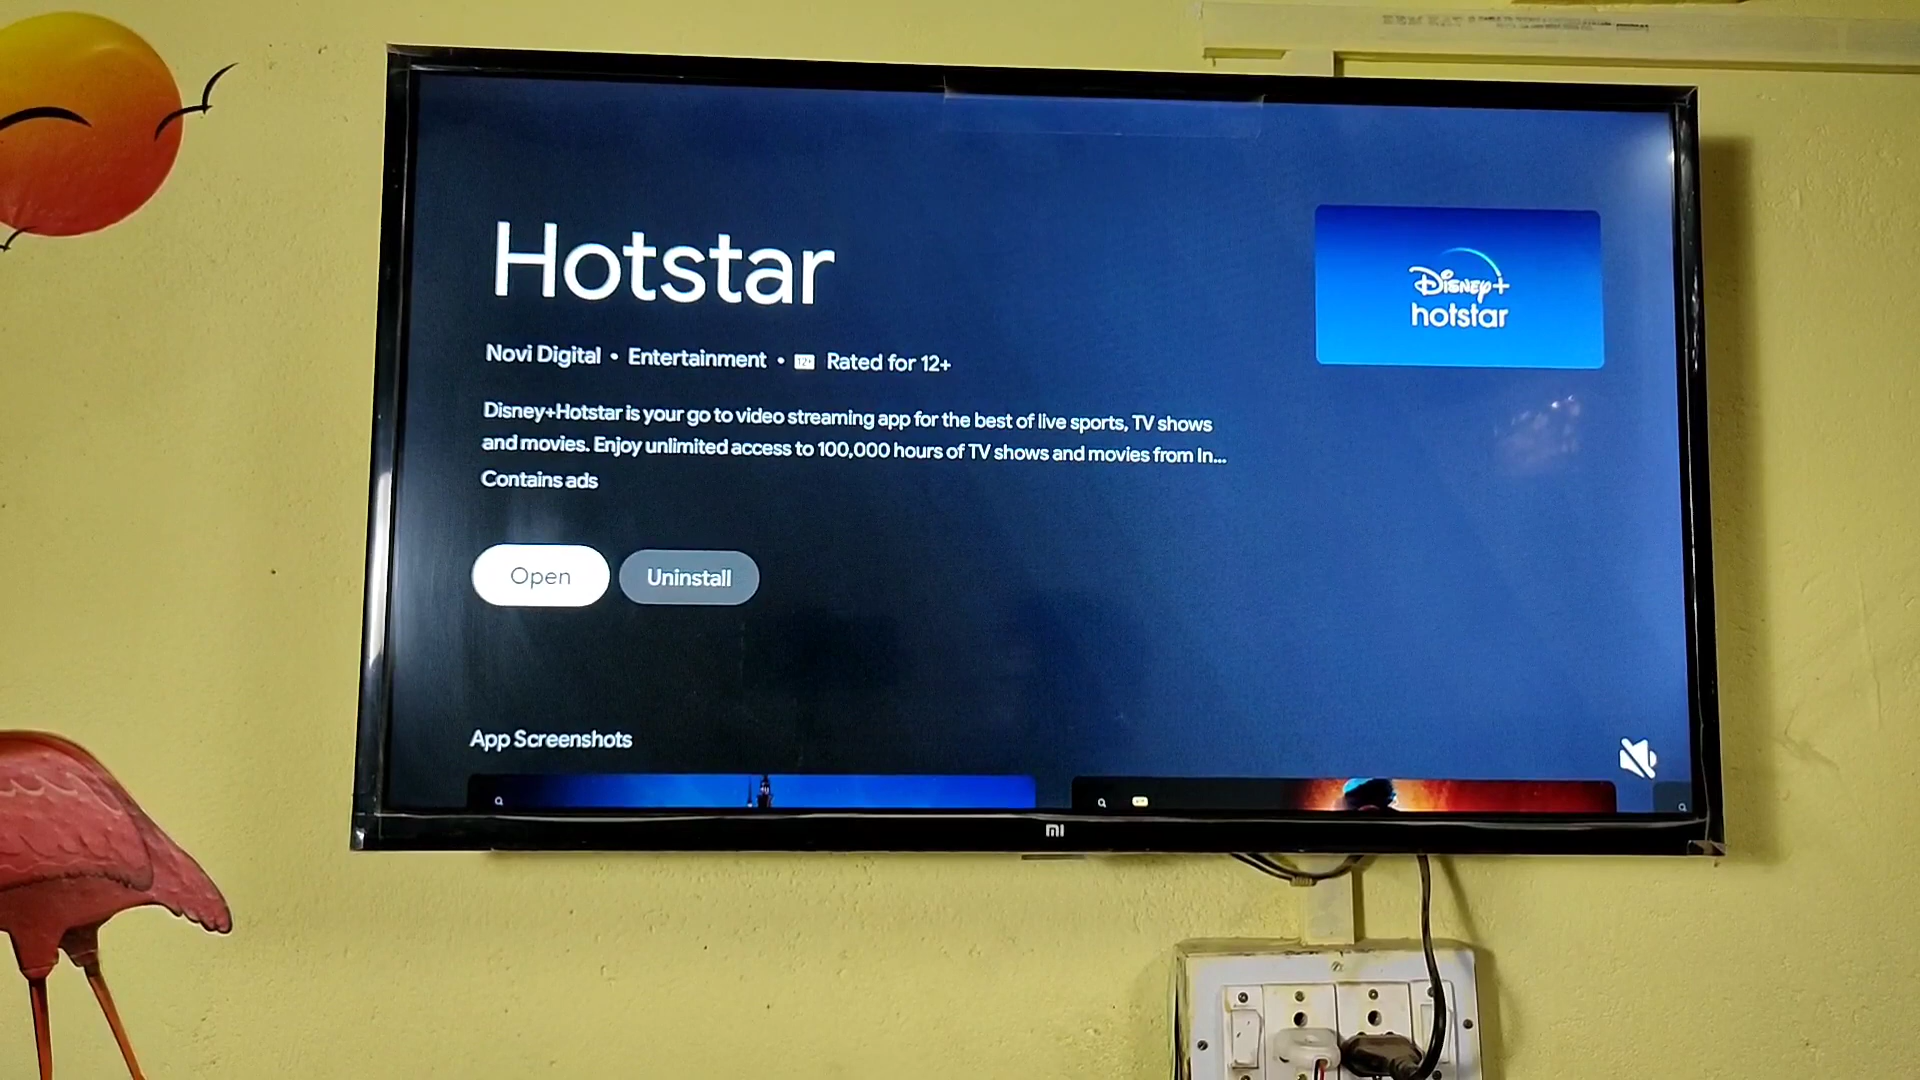 Hotstar
Disney+
hotstar
Novi Digital • Entertainment • 12+ Rated for 12+
Disney+Hotstar is your go to video streaming app for the best of live sports, TV shows
and movies. Enjoy unlimited access to 100,000 hours of TV shows and movies from In...
Contains ads
Open
Uninstall
App Screenshots
mi